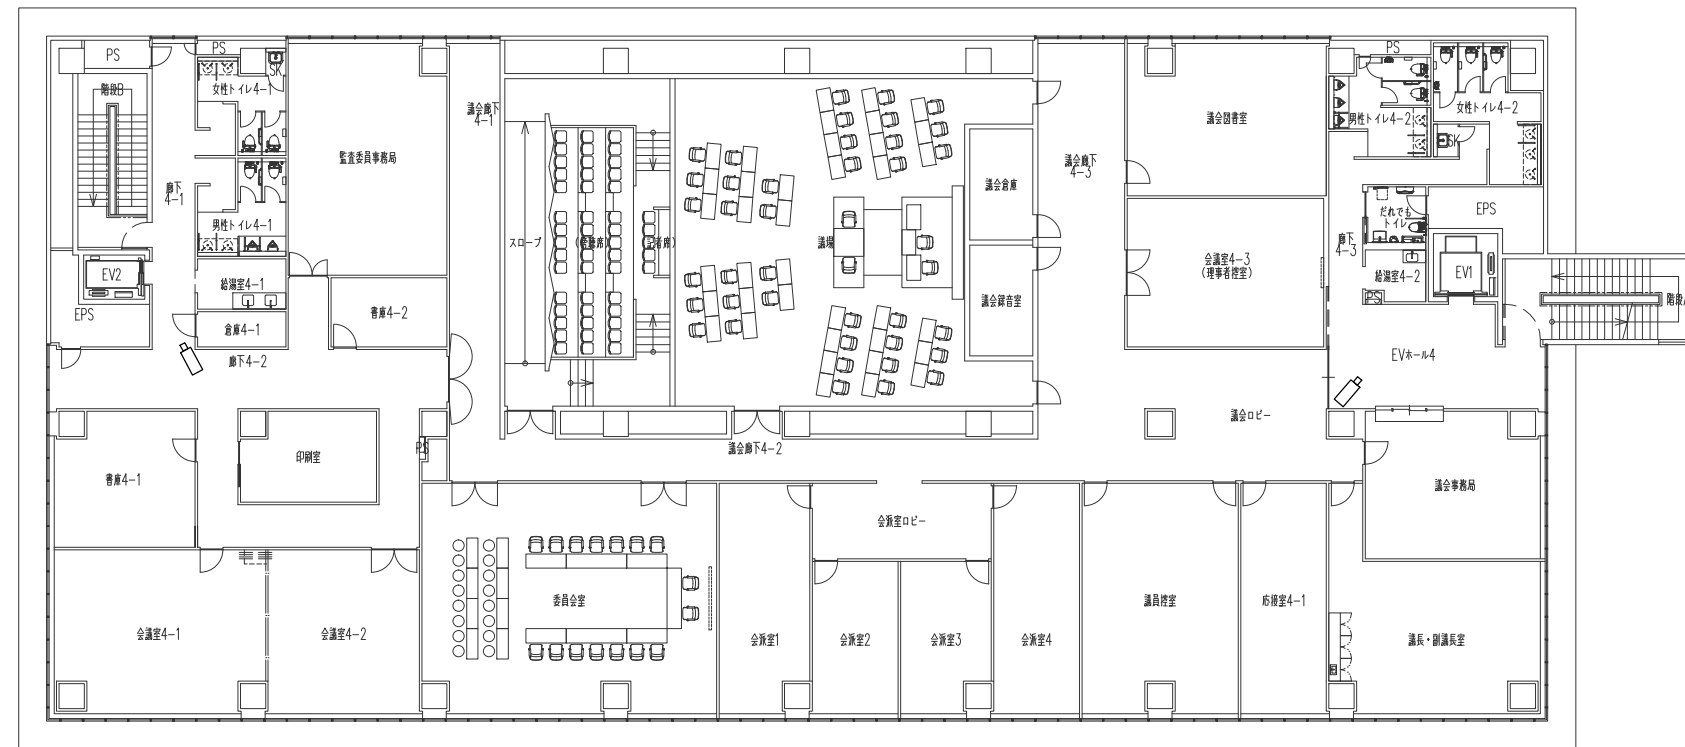 PS
PS
SK
階段B
女性トイレ4-1
監査委員事務局
議会廊下
4-1
廊下
4-1
男性トイレ4-1
EV2
EPS
給湯室4-1
倉庫4-1
廊下4-2
書庫4-2
スロープ
(傍聴席)
(記者席)
議場
議会倉庫
議会録音室
議会廊下
4-3
議会図書室
会議室4-3
(理事者控室)
PS
男性トイレ4-2
女性トイレ4-2
SK
だれでも
トイレ
EPS
廊下
4-3
給湯室4-2
PS
EV1
階段A
EVホール4
議会ロビー
議会廊下4-2
PS
書庫4-1
印刷室
会派室ロビー
議会事務局
会議室4-1
会議室4-2
委員会室
会派室1
会派室2
会派室3
会派室4
議員控室
応接室4-1
議長・副議長室